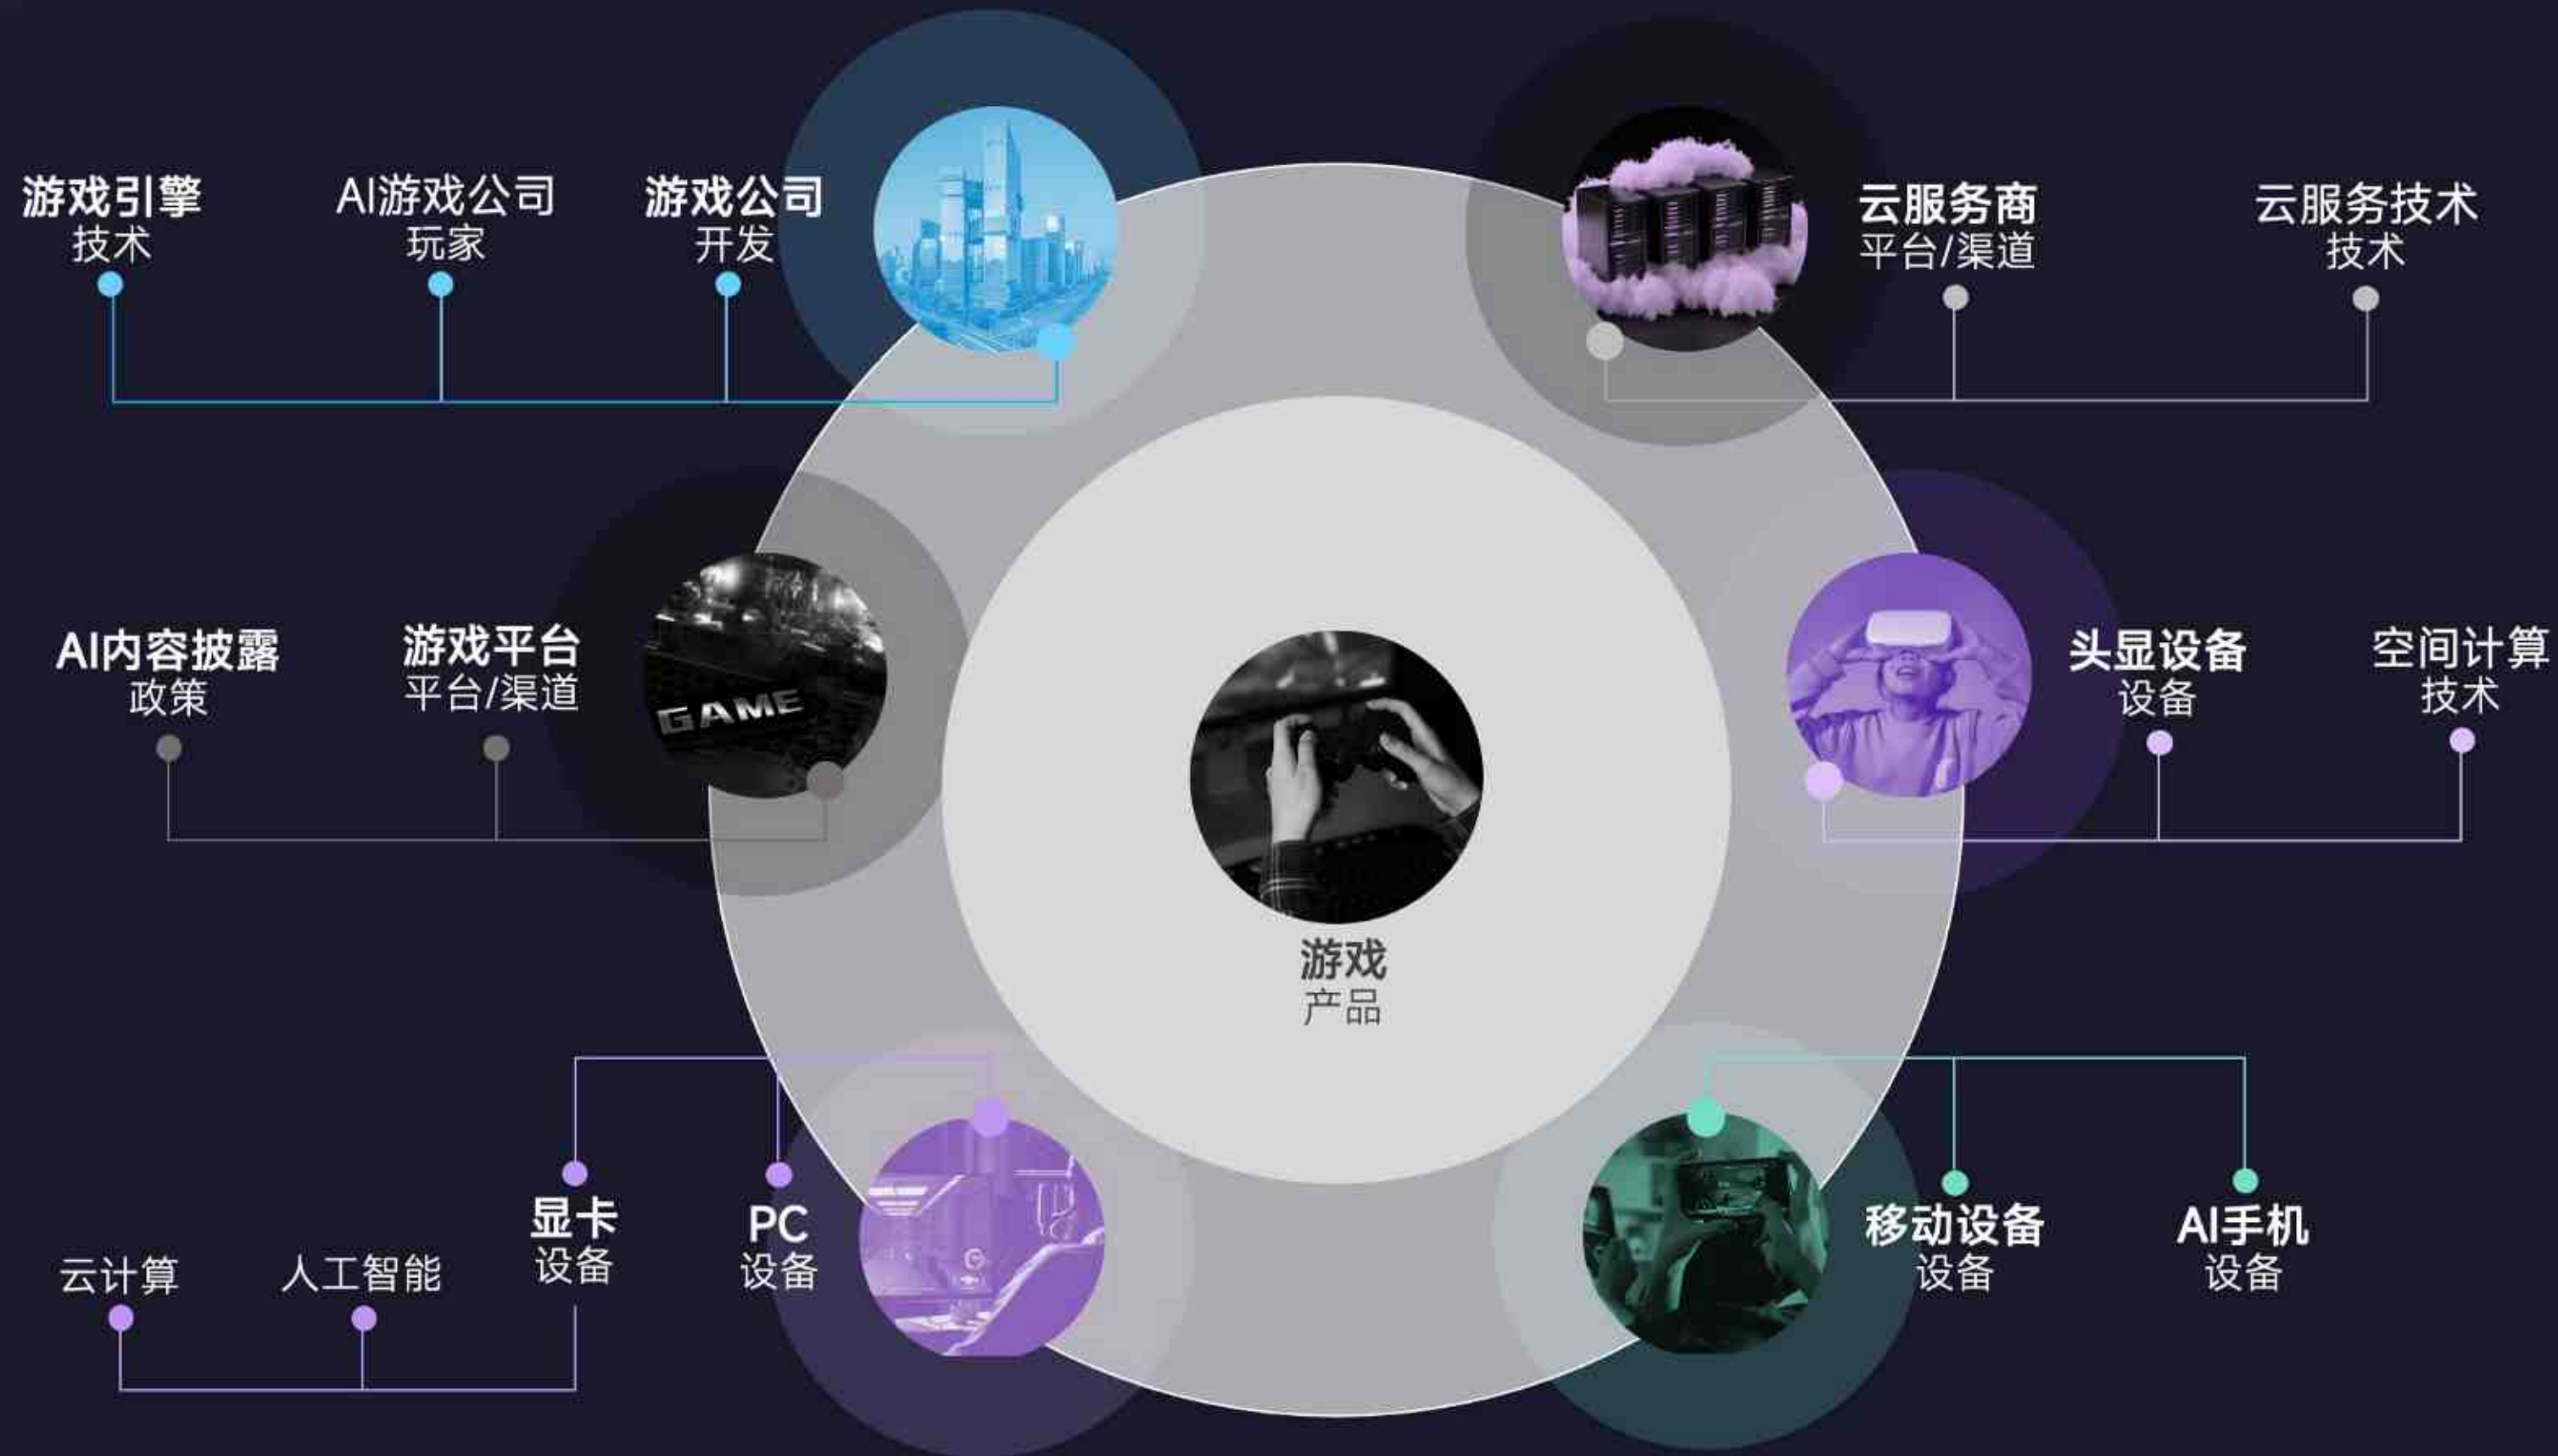 游戏引擎
技术
AI游戏公司
玩家
游戏公司
开发
云服务商
平台/渠道
云服务技术
技术
AI内容披露
政策
游戏平台
平台/渠道
GAME
头显设备
设备
空间计算
技术
游戏
产品
云计算
人工智能
显卡
设备
PC
设备
移动设备
设备
AI手机
设备